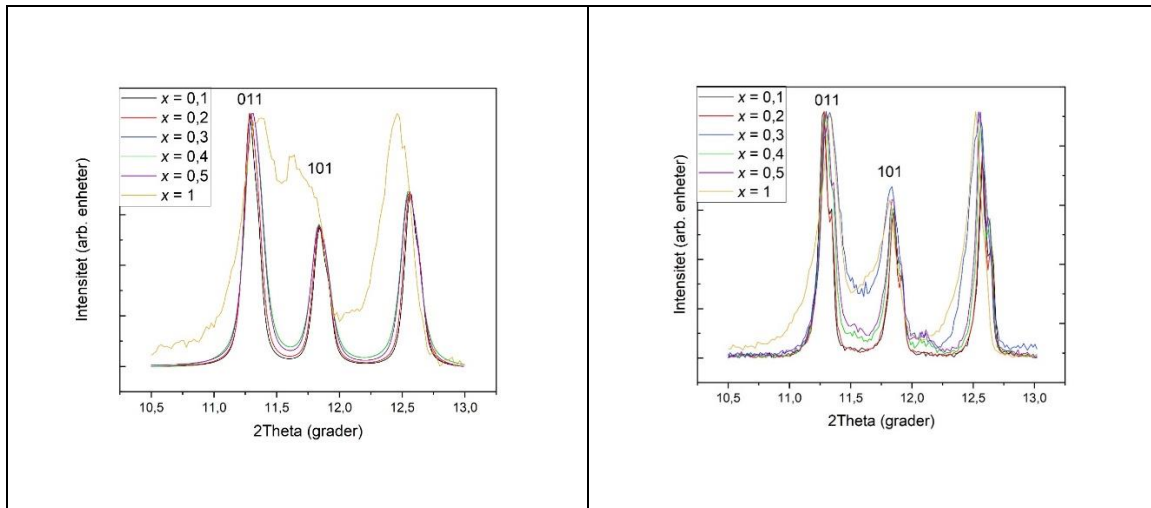 x = 0,1
x = 0,2
x = 0,3
x = 0,4
x = 0,5
x = 1
011
101
Intensitet (arb. enheter)
10,5 11,0 11,5 12,0 12,5 13,0
2Theta (grader)
x = 0,1
x = 0,2
x = 0,3
x = 0,4
x = 0,5
x = 1
011
101
Intensitet (arb. enheter)
10,5 11,0 11,5 12,0 12,5 13,0
2Theta (grader)